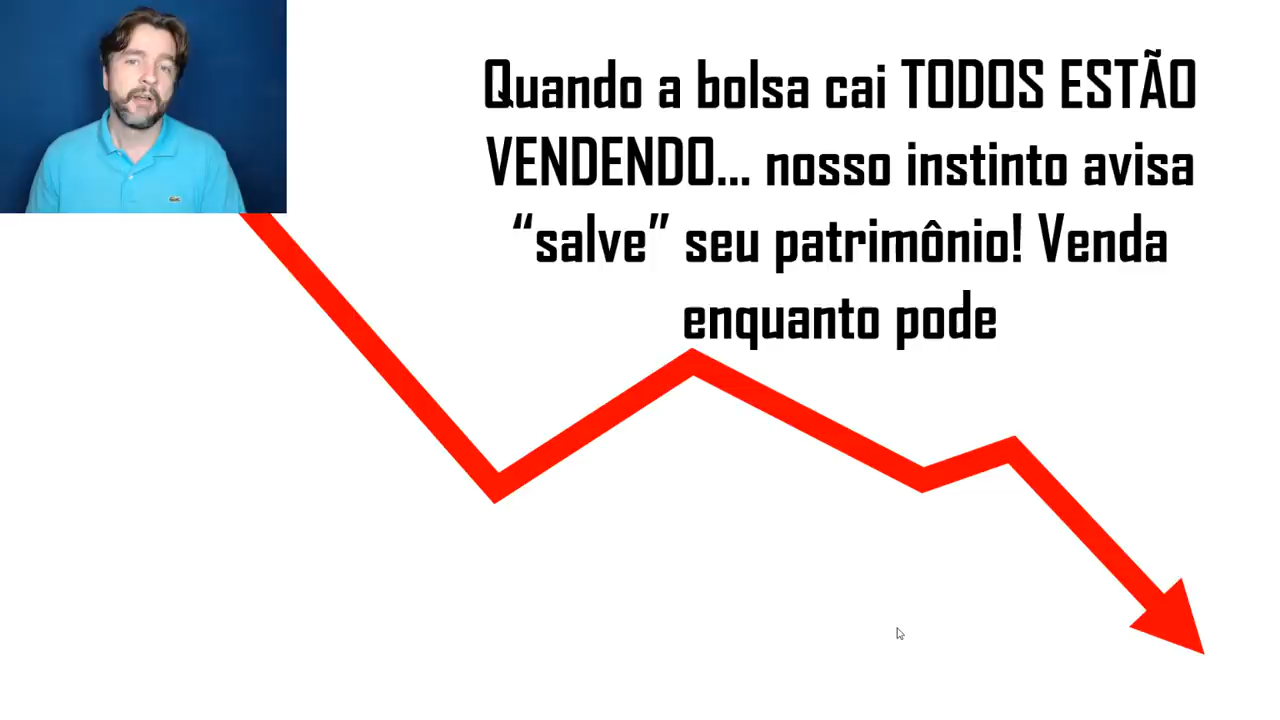 Quando a bolsa cai TODOS ESTÃO
VENDENDO... nosso instinto avisa
“salve” seu patrimônio! Venda
enquanto pode